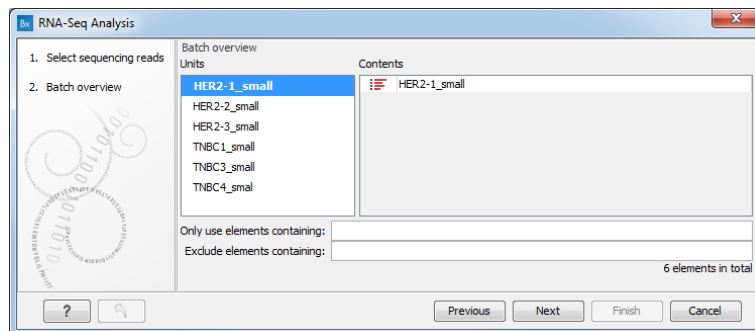 Bx RNA-Seq Analysis
1. Select sequencing reads
2. Batch overview
Batch overview
Units
Contents
HER2-1_small
HER2-2_small
HER2-3_small
TNBC1_small
TNBC3_small
TNBC4_smal
HER2-1_small
Only use elements containing:
Exclude elements containing:
6 elements in total
? Previous Next Finish Cancel